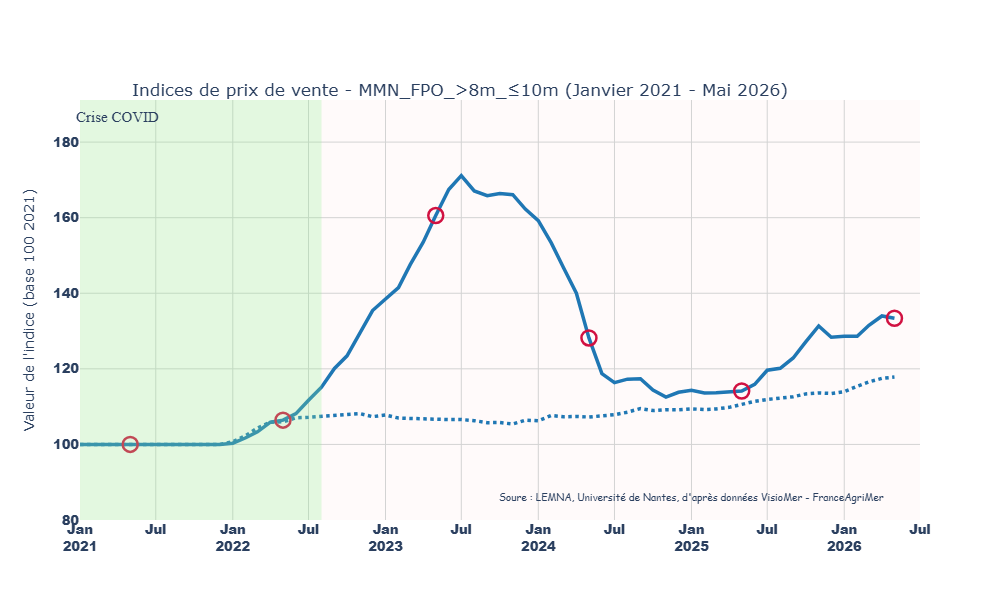 Indices de prix de vente - MMN_FPO_>8m_≤10m (Janvier 2021 - Mai 2026)
Crise COVID
Valeur de l'indice (base 100 2021)
180
160
140
120
100
80
Soure : LEMNA, Université de Nantes, d'après données VisioMer - FranceAgriMer
Jan Jul Jan Jul Jan Jul Jan Jul Jan Jul Jan Jul
2021 2022 2023 2024 2025 2026